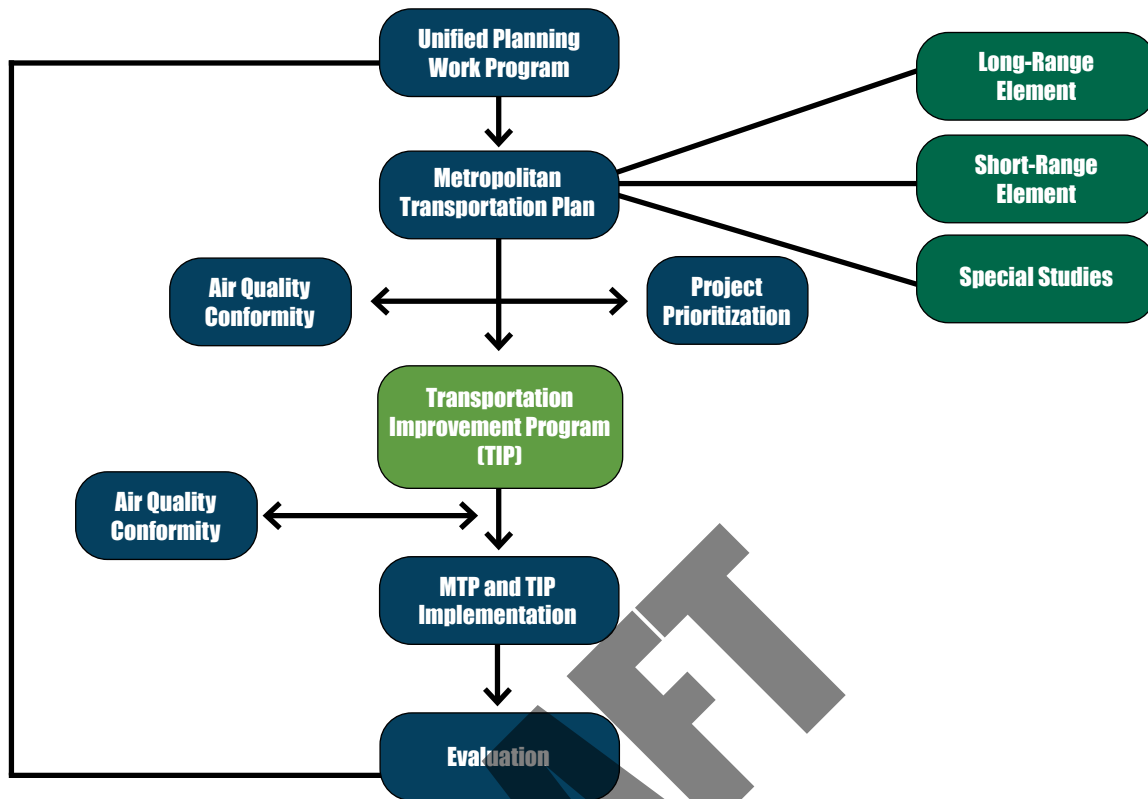 Unified Planning
Work Program
Long-Range
Element
Metropolitan
Transportation Plan
Short-Range
Element
Special Studies
Air Quality
Conformity
Project
Prioritization
Transportation
Improvement Program
(TIP)
Air Quality
Conformity
MTP and TIP
Implementation
Evaluation
FT